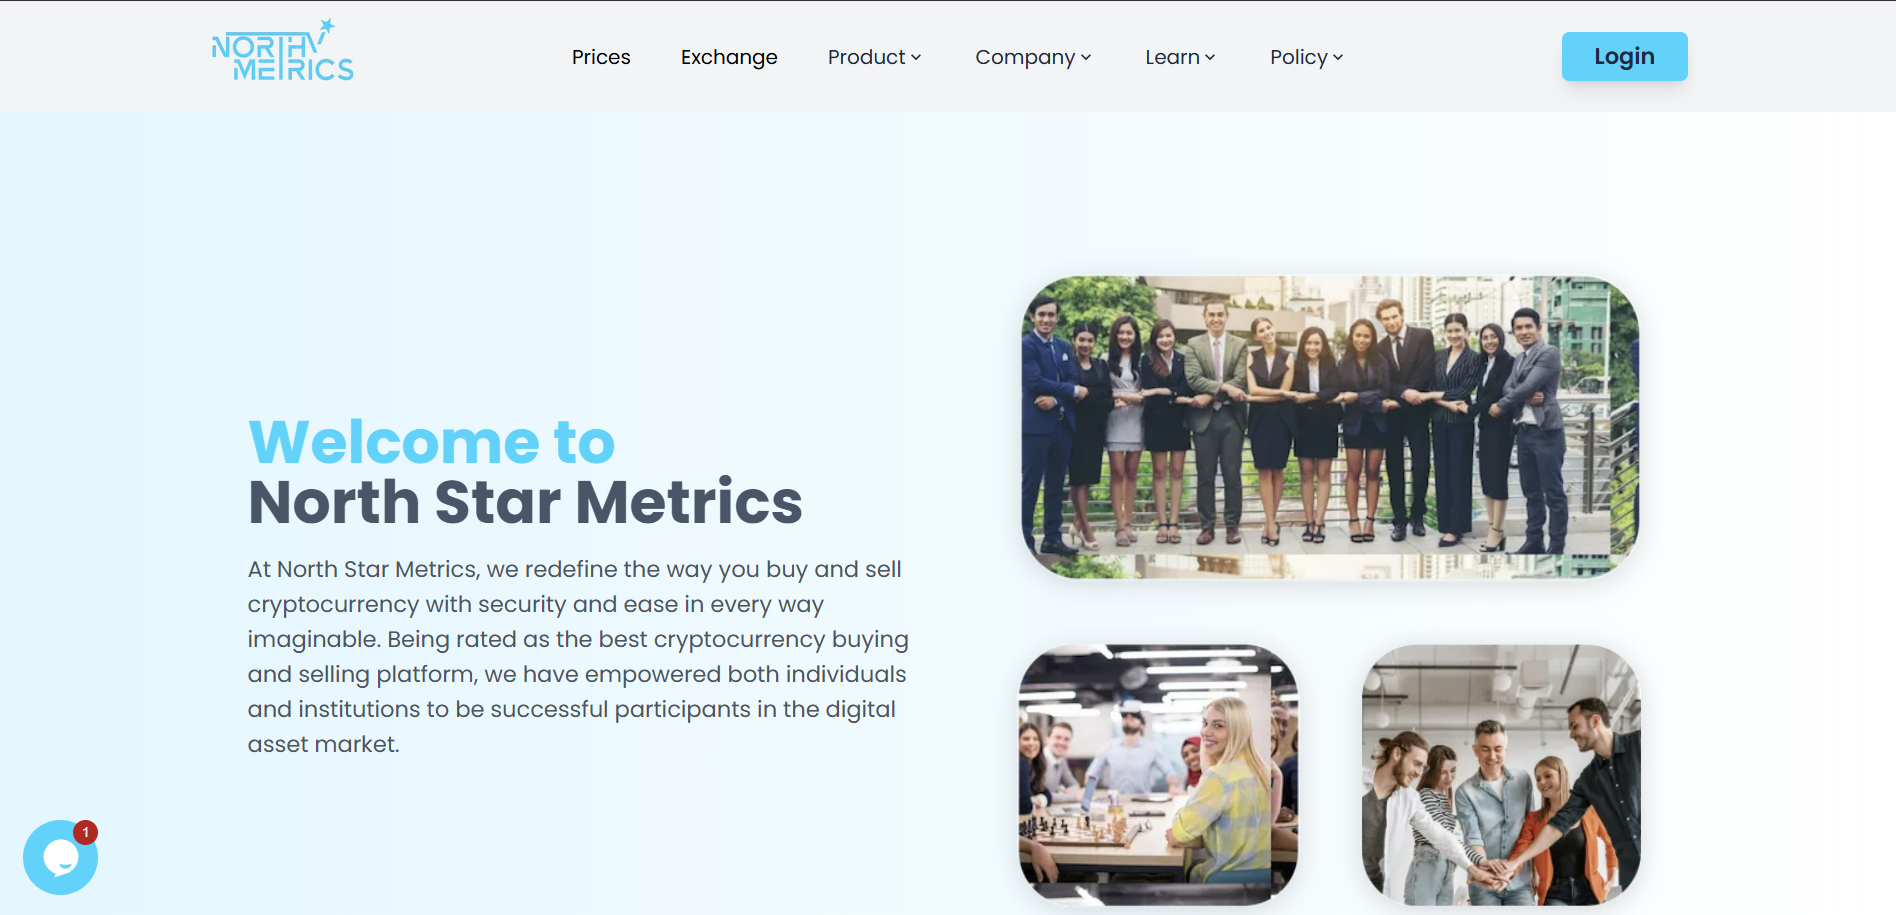 NORTH
METRICS
Prices
Exchange
Product
Company
Learn
Policy
Login
Welcome to
North Star Metrics
At North Star Metrics, we redefine the way you buy and sell
cryptocurrency with security and ease in every way
imaginable. Being rated as the best cryptocurrency buying
and selling platform, we have empowered both individuals
and institutions to be successful participants in the digital
asset market.
1